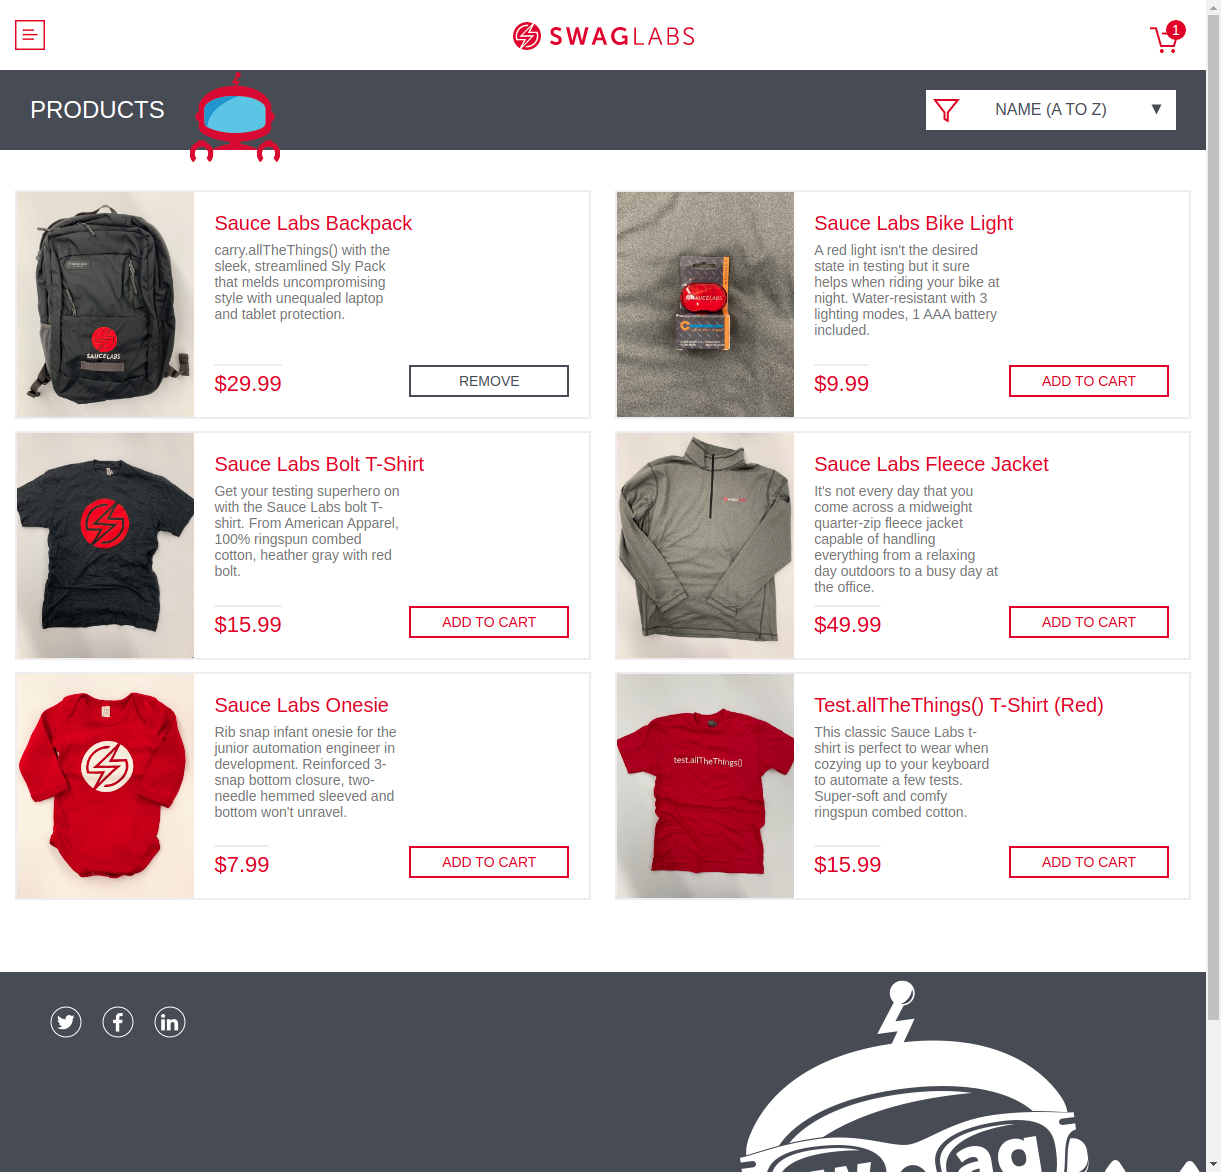 SWAGLABS
1
PRODUCTS
NAME (A TO Z)
Sauce Labs Backpack
carry.allTheThings() with the
sleek, streamlined Sly Pack
that melds uncompromising
style with unequaled laptop
and tablet protection.
$29.99
REMOVE
SAUCELABS
Sauce Labs Bike Light
A red light isn't the desired
state in testing but it sure
helps when riding your bike at
night. Water-resistant with 3
lighting modes, 1 AAA battery
included.
$9.99
ADD TO CART
SAUCELABS
Sauce Labs Bolt T-Shirt
Get your testing superhero on
with the Sauce Labs bolt T-
shirt. From American Apparel,
100% ringspun combed
cotton, heather gray with red
bolt.
$15.99
ADD TO CART
Sauce Labs Fleece Jacket
It's not every day that you
come across a midweight
quarter-zip fleece jacket
capable of handling
everything from a relaxing
day outdoors to a busy day at
the office.
$49.99
ADD TO CART
Sauce Labs Onesie
Rib snap infant onesie for the
junior automation engineer in
development. Reinforced 3-
snap bottom closure, two-
needle hemmed sleeved and
bottom won't unravel.
$7.99
ADD TO CART
Test.allTheThings() T-Shirt (Red)
This classic Sauce Labs t-
shirt is perfect to wear when
cozying up to your keyboard
to automate a few tests.
Super-soft and comfy
ringspun combed cotton.
$15.99
ADD TO CART
test.allTheThings()